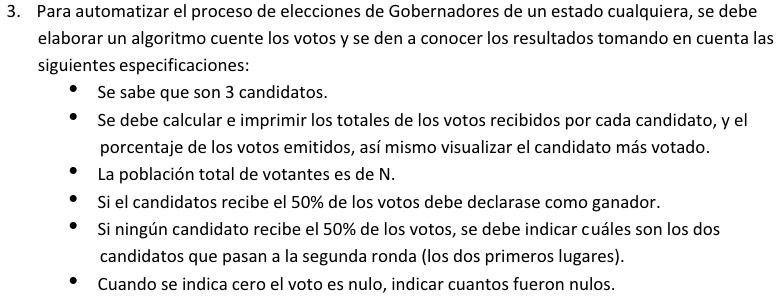 3. Para automatizar el proceso de elecciones de Gobernadores de un estado cualquiera, se debe
elaborar un algoritmo cuente los votos y se den a conocer los resultados tomando en cuenta las
siguientes especificaciones:
• Se sabe que son 3 candidatos.
• Se debe calcular e imprimir los totales de los votos recibidos por cada candidato, y el
porcentaje de los votos emitidos, así mismo visualizar el candidato más votado.
• La población total de votantes es de N.
• Si el candidatos recibe el 50% de los votos debe declarase como ganador.
• Si ningún candidato recibe el 50% de los votos, se debe indicar cuáles son los dos
candidatos que pasan a la segunda ronda (los dos primeros lugares).
• Cuando se indica cero el voto es nulo, indicar cuantos fueron nulos.